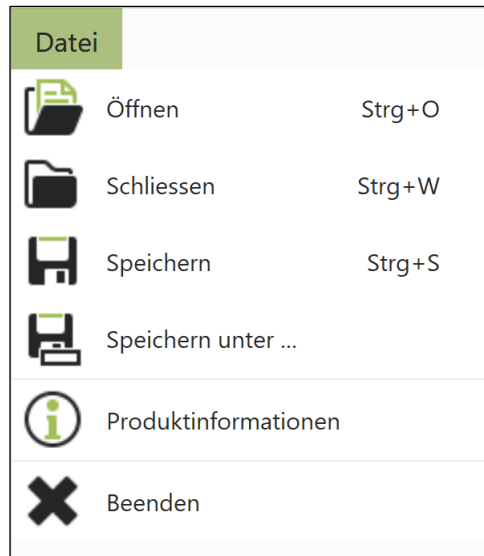 Datei
Öffnen Strg+O
Schliessen Strg+W
Speichern Strg+S
Speichern unter ...
Produktinformationen
Beenden